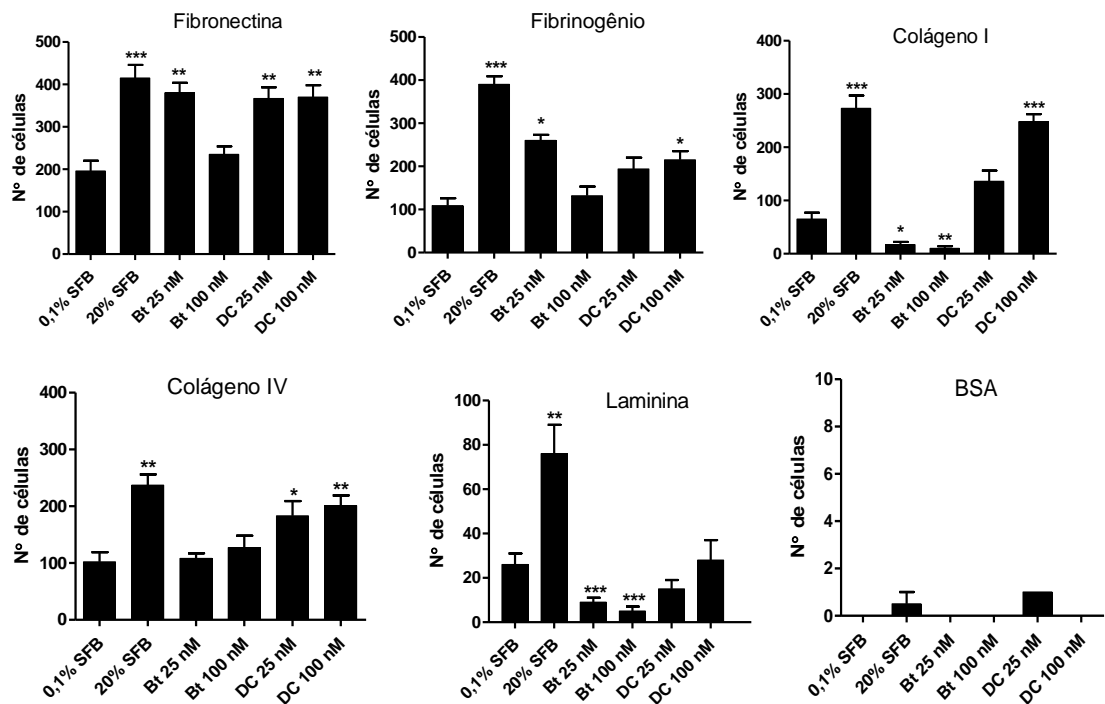 Fibronectina
Nº de células
500
400
300
200
100
0
***
**
**
**
0,1% SFB
20% SFB
Bt 25 nM
Bt 100 nM
DC 25 nM
DC 100 nM
Fibrinogênio
Nº de células
500
400
300
200
100
0
***
*
*
0,1% SFB
20% SFB
Bt 25 nM
Bt 100 nM
DC 25 nM
DC 100 nM
Colágeno I
Nº de células
400
300
200
100
0
***
*
**
***
0,1% SFB
20% SFB
Bt 25 nM
Bt 100 nM
DC 25 nM
DC 100 nM
Colágeno IV
Nº de células
400
300
200
100
0
**
*
**
0,1% SFB
20% SFB
Bt 25 nM
Bt 100 nM
DC 25 nM
DC 100 nM
Laminina
Nº de células
100
80
60
40
20
0
**
***
***
0,1% SFB
20% SFB
Bt 25 nM
Bt 100 nM
DC 25 nM
DC 100 nM
BSA
Nº de células
10
8
6
4
2
0
0,1% SFB
20% SFB
Bt 25 nM
Bt 100 nM
DC 25 nM
DC 100 nM